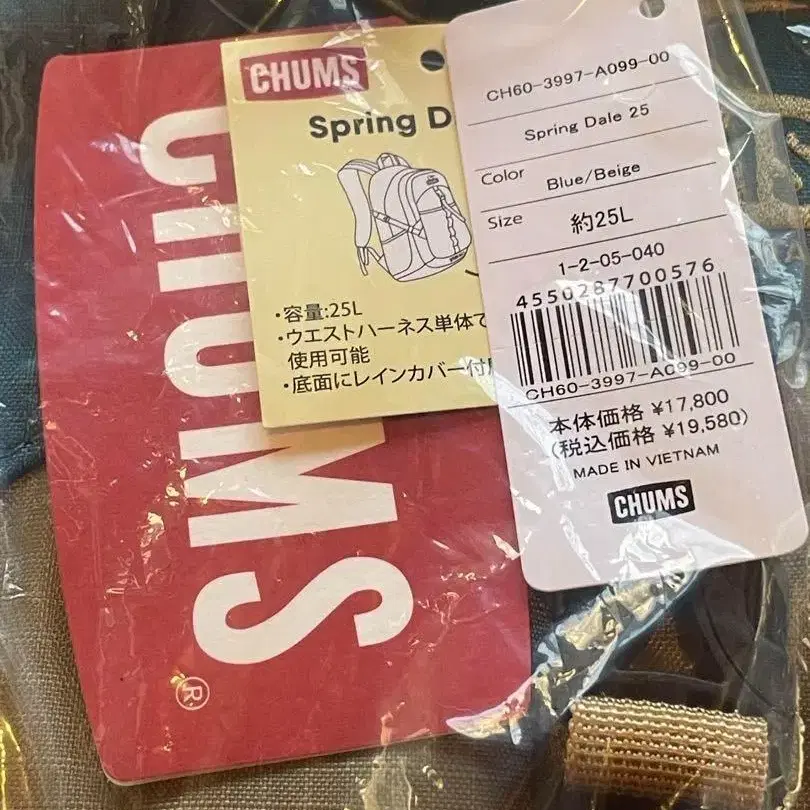 CHUMS®
CHUMS
Spring D
・容量:25L
・ウエストハーネス単体で
使用可能
・底面にレインカバー付
CH60-3997-A099-00
Spring Dale 25
Color
Blue/Beige
Size
約25L
1-2-05-040
4550287700576
CH60-3997-A099-00
本体価格 ¥17,800
(税込価格 ¥19,580)
MADE IN VIETNAM
CHUMS